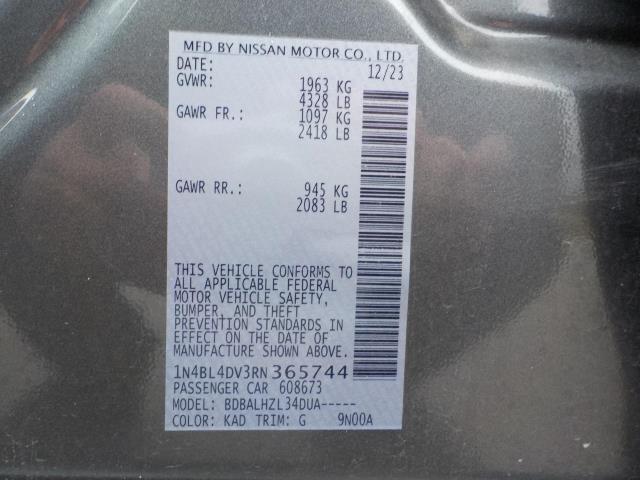 MFD BY NISSAN MOTOR CO., LTD.
DATE: 12/23
GVWR: 1963 KG
4328 LB
GAWR FR.: 1097 KG
2418 LB
GAWR RR.: 945 KG
2083 LB
THIS VEHICLE CONFORMS TO
ALL APPLICABLE FEDERAL
MOTOR VEHICLE SAFETY,
BUMPER, AND THEFT
PREVENTION STANDARDS IN
EFFECT ON THE DATE OF
MANUFACTURE SHOWN ABOVE.
1N4BL4DV3RN365744
PASSENGER CAR 608673
MODEL: BDBALHZL34DUA-----
COLOR: KAD TRIM: G 9N00A